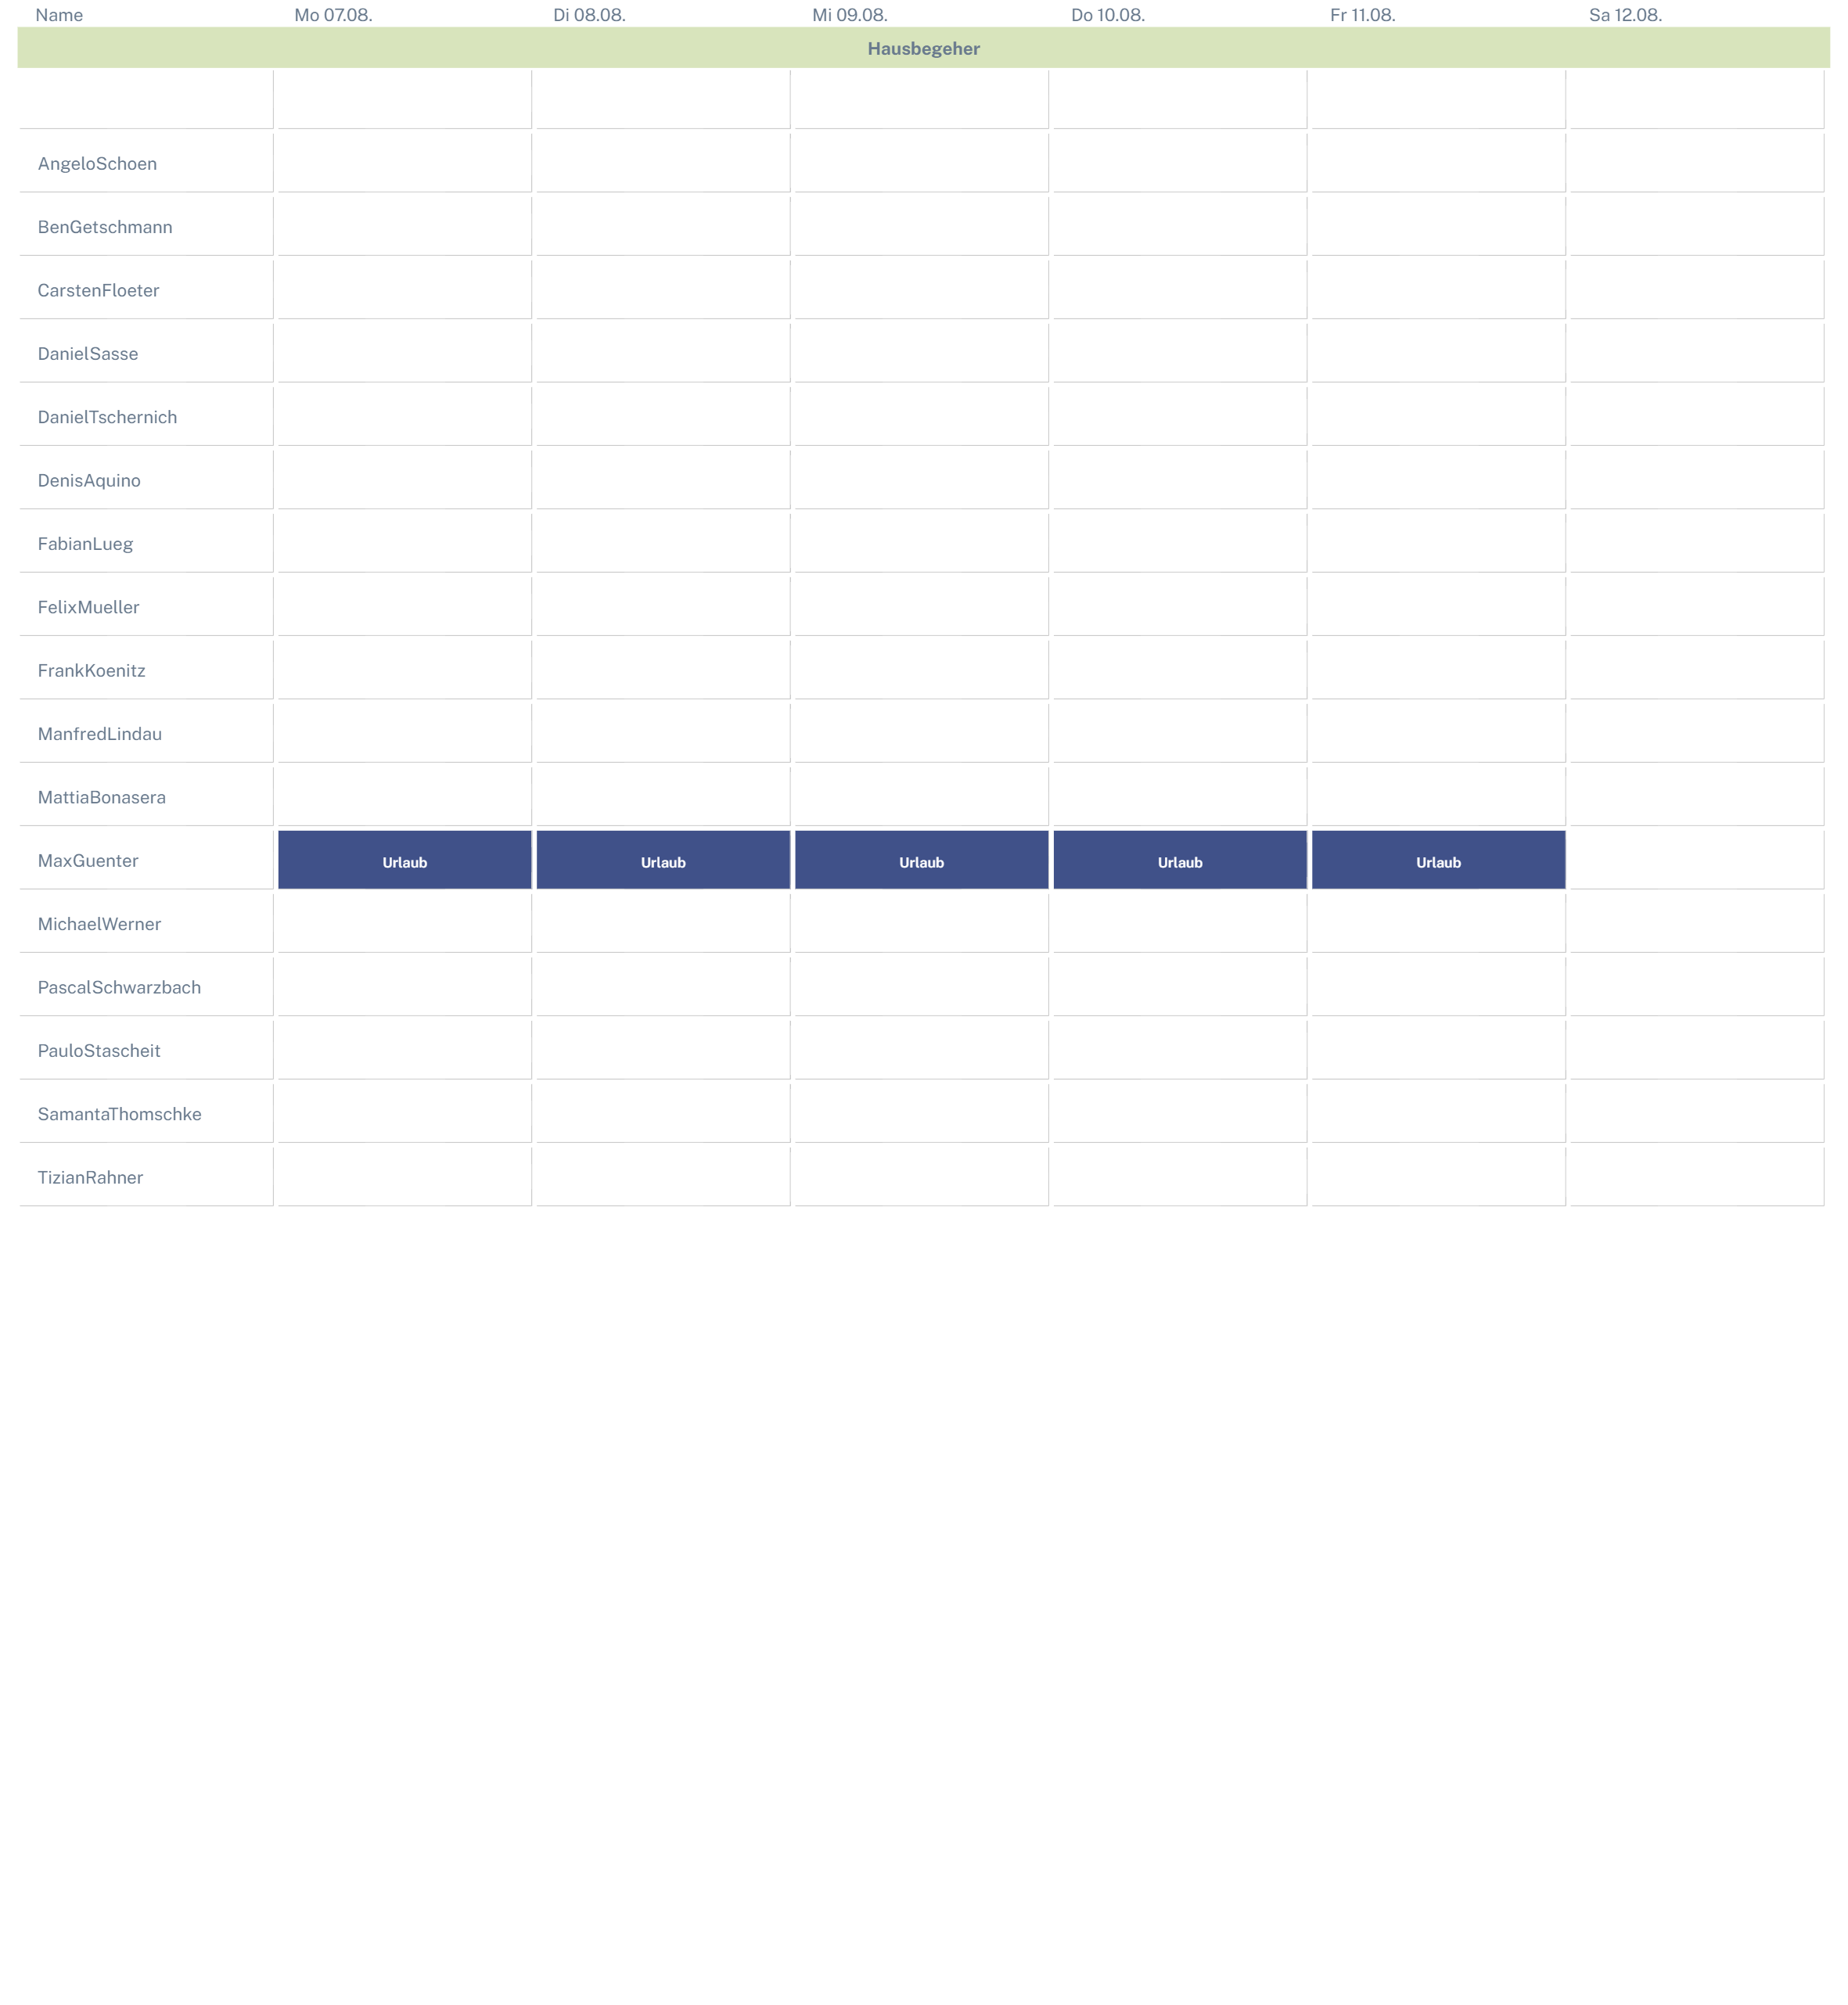 Name Mo 07.08. Di 08.08. Mi 09.08. Do 10.08. Fr 11.08. Sa 12.08.
Hausbegeher
AngeloSchoen
BenGetschmann
CarstenFloeter
DanielSasse
DanielTschernich
DenisAquino
FabianLueg
FelixMueller
FrankKoenitz
ManfredLindau
MattiaBonasera
MaxGuenter Urlaub Urlaub Urlaub Urlaub Urlaub
MichaelWerner
PascalSchwarzbach
PauloStascheit
SamantaThomschke
TizianRahner